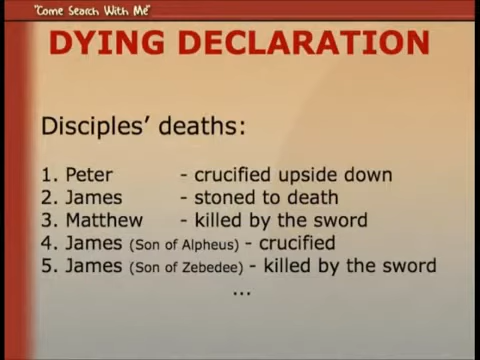 "Come Search With Me"
DYING DECLARATION
Disciples’ deaths:
1. Peter - crucified upside down
2. James - stoned to death
3. Matthew - killed by the sword
4. James (Son of Alpheus) - crucified
5. James (Son of Zebedee) - killed by the sword
...